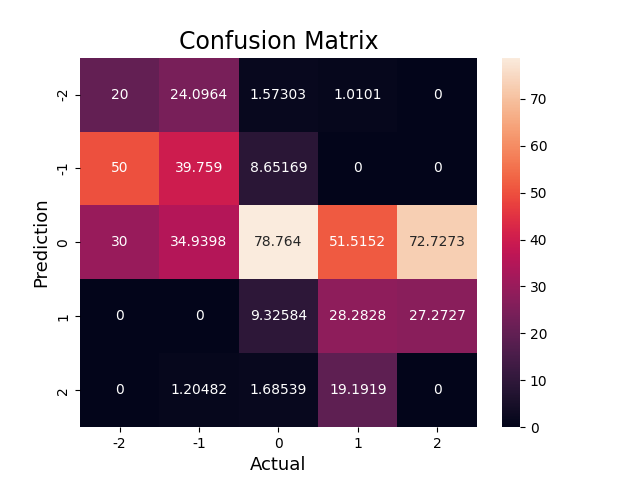 Confusion Matrix
-2 20 24.0964 1.57303 1.0101 0
-1 50 39.759 8.65169 0 0
0 30 34.9398 78.764 51.5152 72.7273
1 0 0 9.32584 28.2828 27.2727
2 0 1.20482 1.68539 19.1919 0
-2 -1 0 1 2
Prediction
Actual
70
60
50
40
30
20
10
0